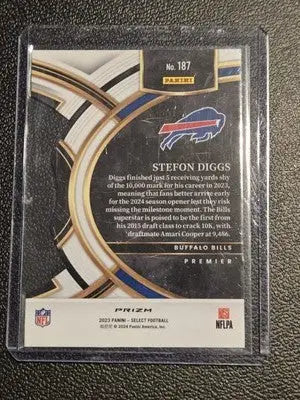 No. 187
PANINI
STEFON DIGGS
Diggs finished just 5 receiving yards shy
of the 10,000 mark for his career in 2023,
meaning that fans better arrive early
for the 2024 season opener lest they risk
missing the milestone moment. The Bills
superstar is poised to be the first from
his 2015 draft class to crack 10K, with
draftmate Amari Cooper at 9,486.
BUFFALO BILLS
PREMIER
PRIZM
2023 PANINI - SELECT FOOTBALL
© 2024 Panini America, Inc.
NFL
NFLPA